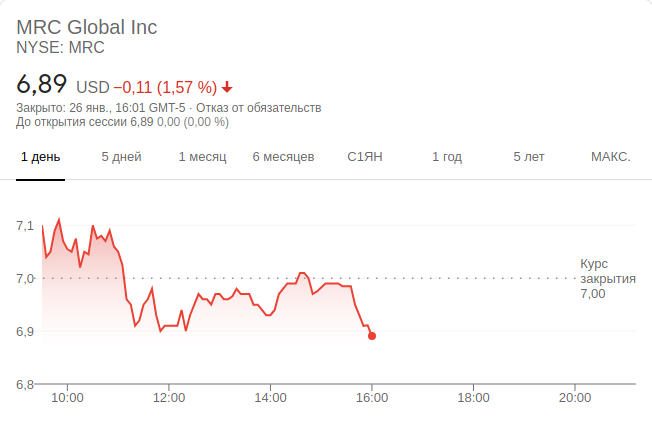 MRC Global Inc
NYSE: MRC
6,89 USD −0,11 (1,57 %)
Закрыто: 26 янв., 16:01 GMT-5 · Отказ от обязательств
До открытия сессии 6,89 0,00 (0,00 %)
1 день 5 дней 1 месяц 6 месяцев С1ЯН 1 год 5 лет МАКС.
7,1
Курс
закрытия
7,0
7,00
6,9
6,8
10:00 12:00 14:00 16:00 18:00 20:00